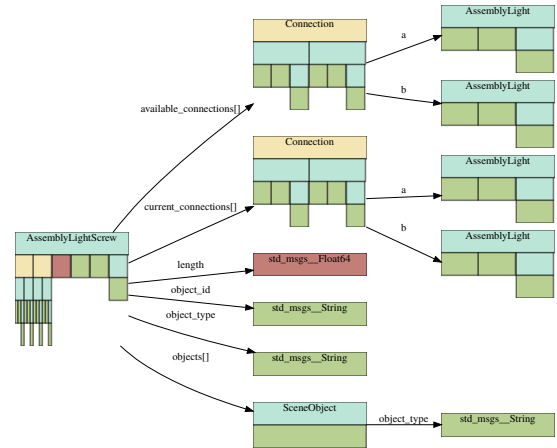 AssemblyLight
Connection
a
b
available_connections[]
AssemblyLight
Connection
AssemblyLight
a
current_connections[]
b
AssemblyLight
AssemblyLightScrew
length
std_msgs__Float64
object_id
std_msgs__String
object_type
std_msgs__String
objects[]
SceneObject
object_type
std_msgs__String